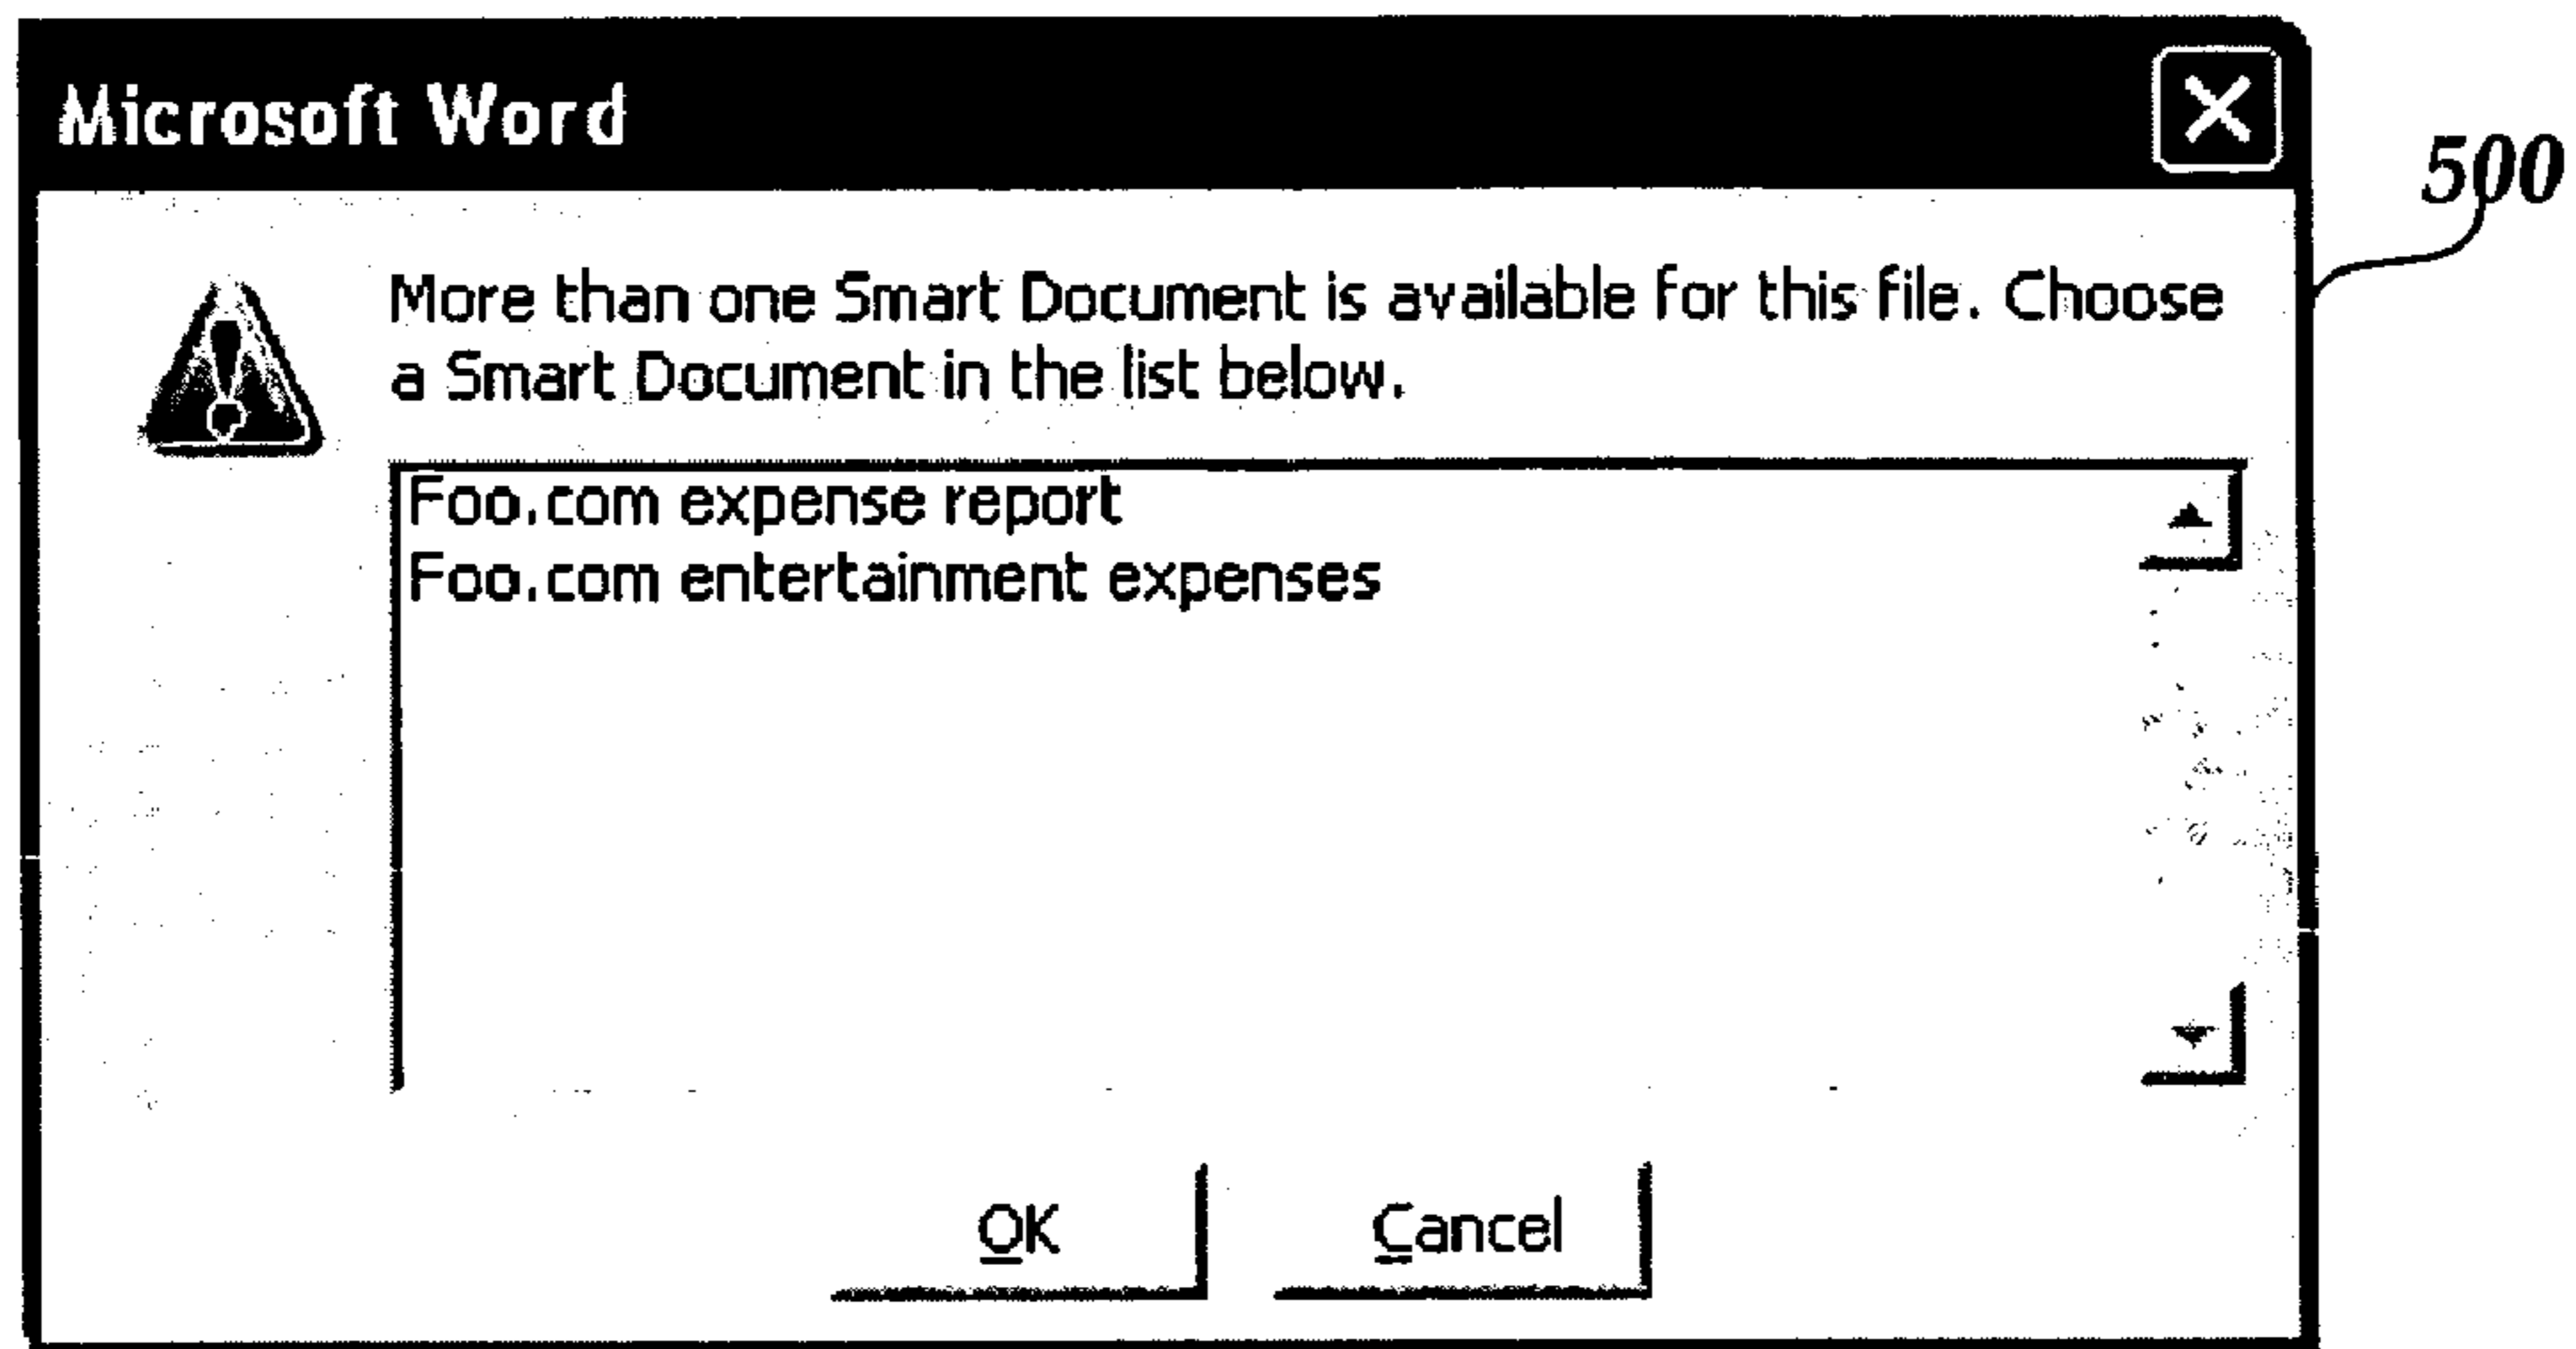 Microsoft Word
500
More than one Smart Document is available for this file. Choose
a Smart Document in the list below.
Foo.com expense report
Foo.com entertainment expenses
OK
Cancel